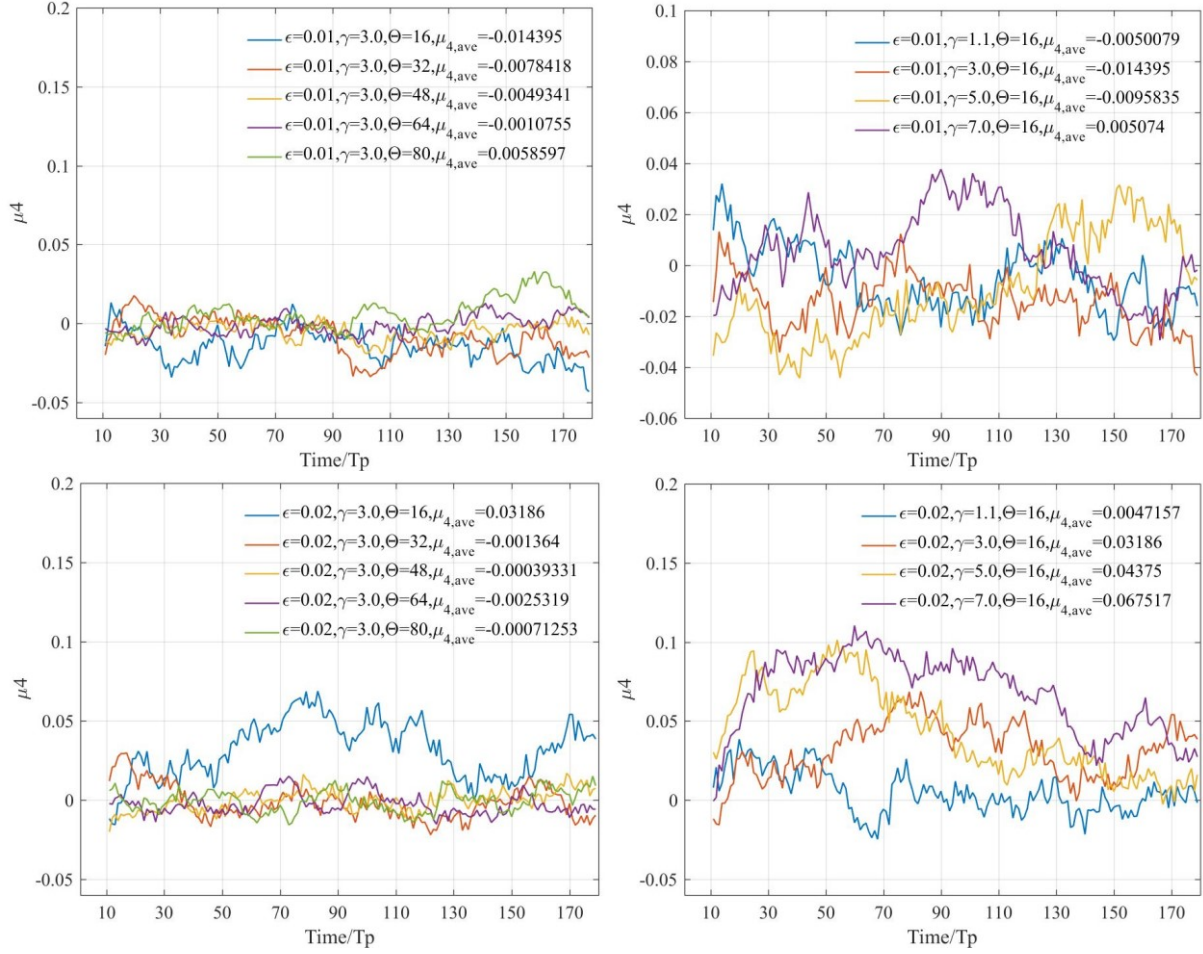 0.2
0.15
0.1
0.05
0
-0.05
μ4
ϵ=0.01,γ=3.0,Θ=16,μ4,ave=-0.014395
ϵ=0.01,γ=3.0,Θ=32,μ4,ave=-0.0078418
ϵ=0.01,γ=3.0,Θ=48,μ4,ave=-0.0049341
ϵ=0.01,γ=3.0,Θ=64,μ4,ave=-0.0010755
ϵ=0.01,γ=3.0,Θ=80,μ4,ave=0.0058597
10 30 50 70 90 110 130 150 170
Time/Tp
0.1
0.08
0.06
0.04
0.02
0
-0.02
-0.04
-0.06
μ4
ϵ=0.01,γ=1.1,Θ=16,μ4,ave=-0.0050079
ϵ=0.01,γ=3.0,Θ=16,μ4,ave=-0.014395
ϵ=0.01,γ=5.0,Θ=16,μ4,ave=-0.0095835
ϵ=0.01,γ=7.0,Θ=16,μ4,ave=0.005074
10 30 50 70 90 110 130 150 170
Time/Tp
0.2
0.15
0.1
0.05
0
-0.05
μ4
ϵ=0.02,γ=3.0,Θ=16,μ4,ave=0.03186
ϵ=0.02,γ=3.0,Θ=32,μ4,ave=-0.001364
ϵ=0.02,γ=3.0,Θ=48,μ4,ave=-0.00039331
ϵ=0.02,γ=3.0,Θ=64,μ4,ave=-0.0025319
ϵ=0.02,γ=3.0,Θ=80,μ4,ave=-0.00071253
10 30 50 70 90 110 130 150 170
Time/Tp
0.2
0.15
0.1
0.05
0
-0.05
μ4
ϵ=0.02,γ=1.1,Θ=16,μ4,ave=0.0047157
ϵ=0.02,γ=3.0,Θ=16,μ4,ave=0.03186
ϵ=0.02,γ=5.0,Θ=16,μ4,ave=0.04375
ϵ=0.02,γ=7.0,Θ=16,μ4,ave=0.067517
10 30 50 70 90 110 130 150 170
Time/Tp